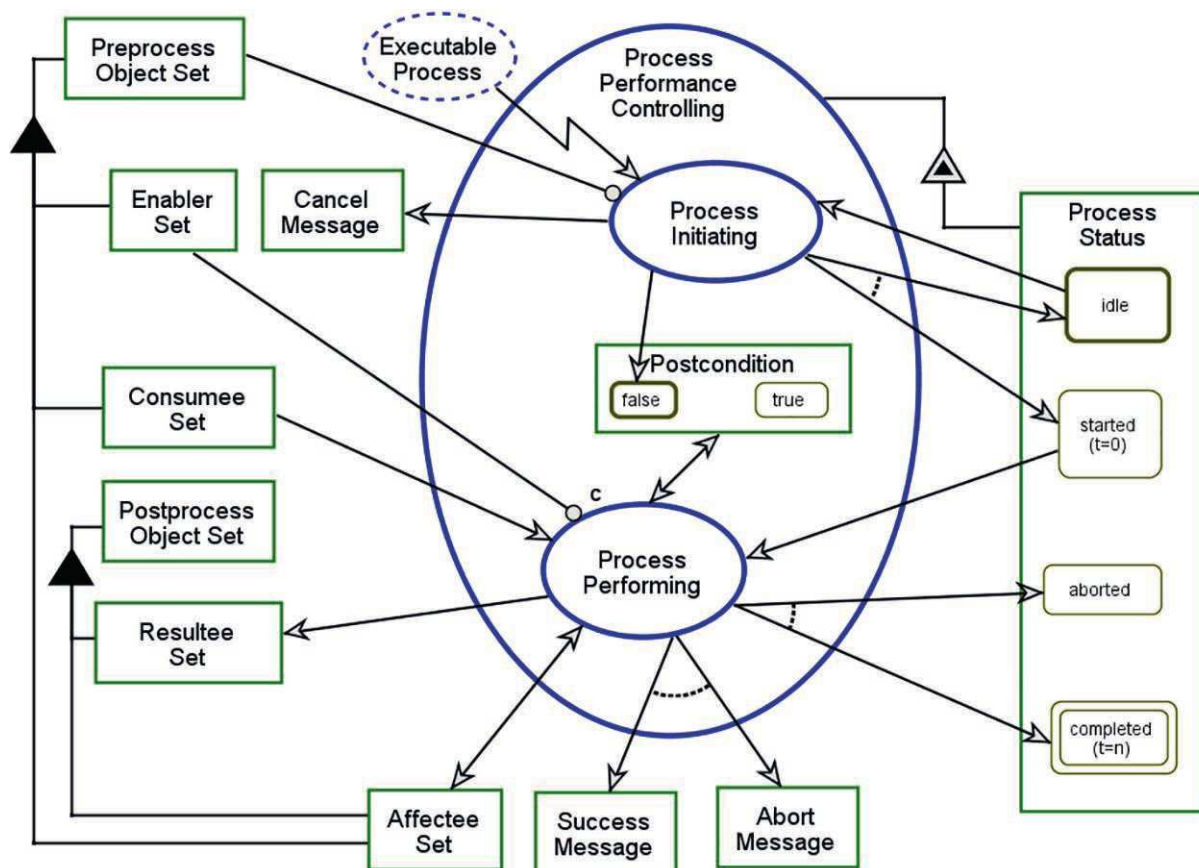 Preprocess
Object Set
Executable
Process
Process
Performance
Controlling
Enabler
Set
Cancel
Message
Process
Initiating
Process
Status
idle
Postcondition
false
true
Consumee
Set
started
(t=0)
Postprocess
Object Set
c
Process
Performing
aborted
Resultee
Set
completed
(t=n)
Affectee
Set
Success
Message
Abort
Message